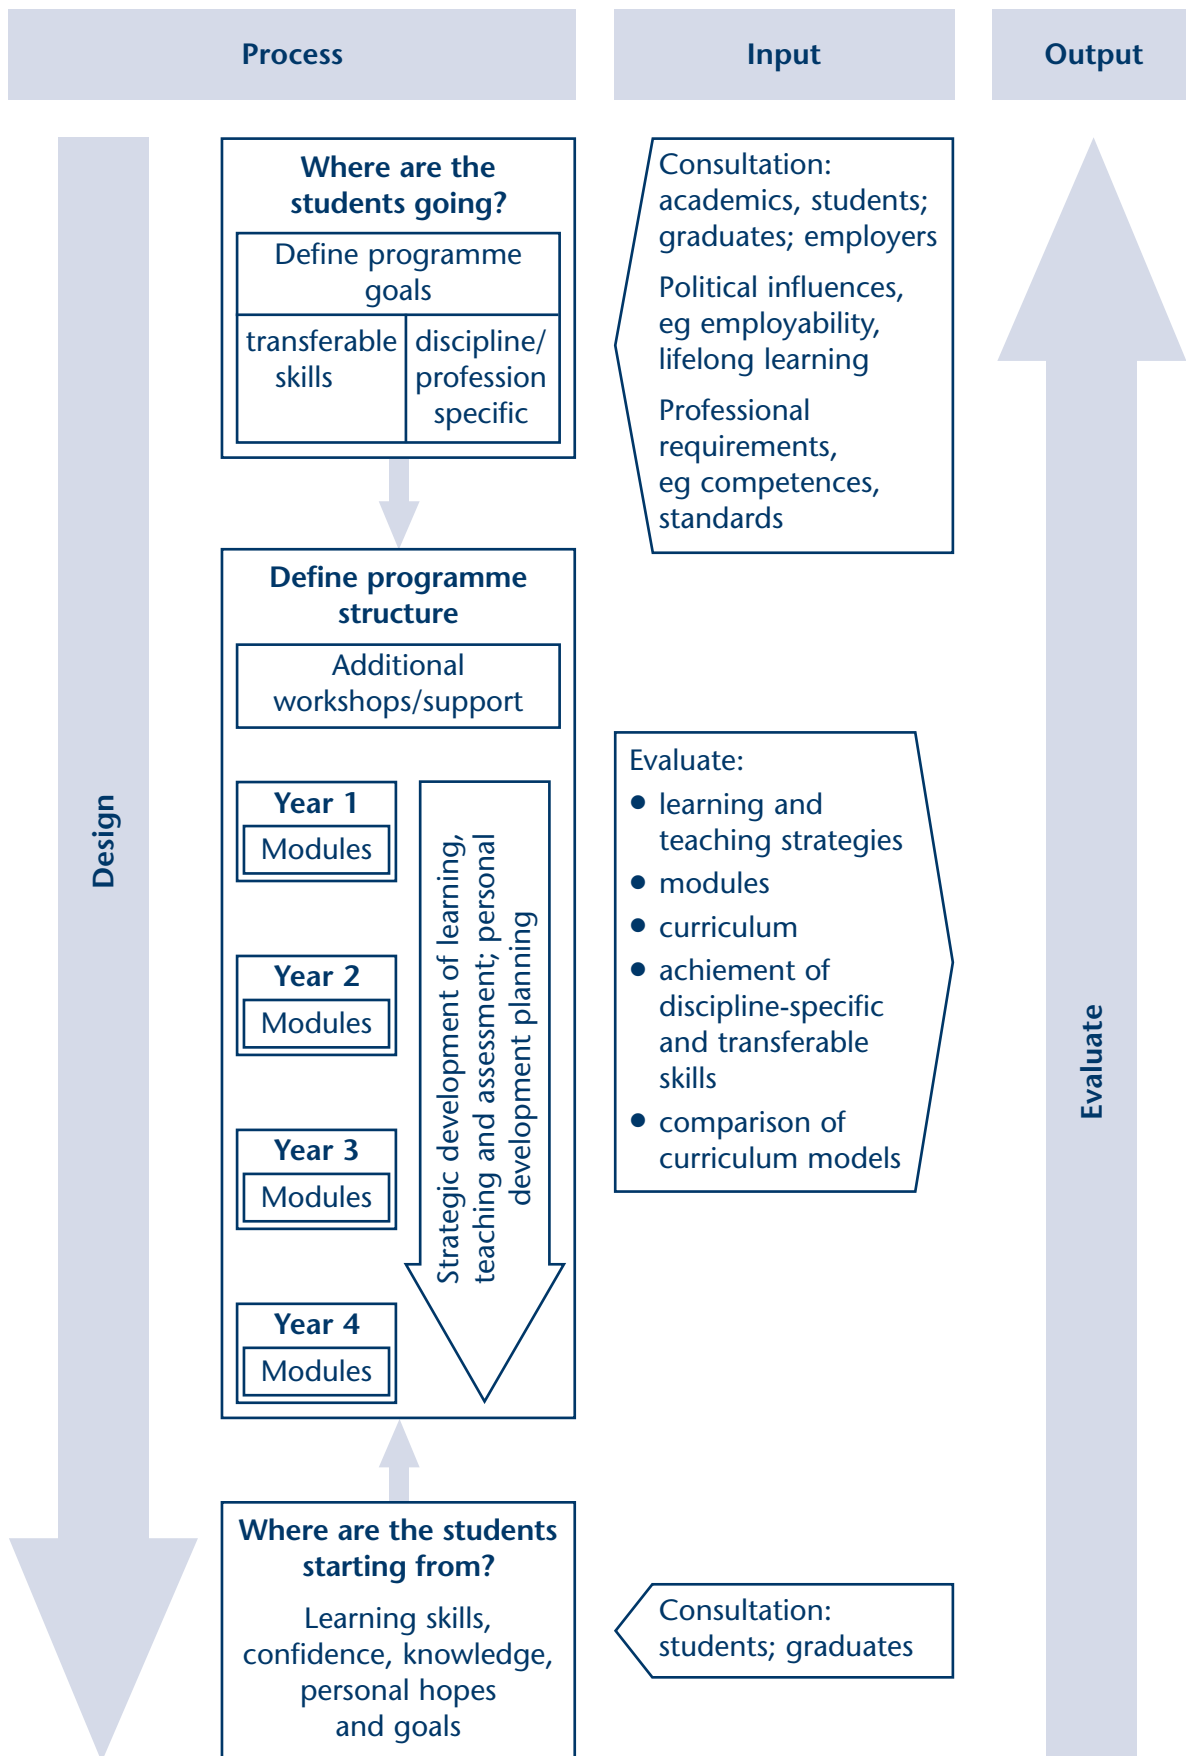 Process
Input
Output
Design
Where are the
students going?
Define programme
goals
transferable
skills
discipline/
profession
specific
Consultation:
academics, students;
graduates; employers
Political influences,
eg employability,
lifelong learning
Professional
requirements,
eg competences,
standards
Define programme
structure
Additional
workshops/support
Year 1
Modules
Year 2
Modules
Year 3
Modules
Year 4
Modules
Strategic development of learning,
teaching and assessment; personal
development planning
Evaluate:
• learning and
teaching strategies
• modules
• curriculum
• achiement of
discipline-specific
and transferable
skills
• comparison of
curriculum models
Where are the students
starting from?
Learning skills,
confidence, knowledge,
personal hopes
and goals
Consultation:
students; graduates
Evaluate